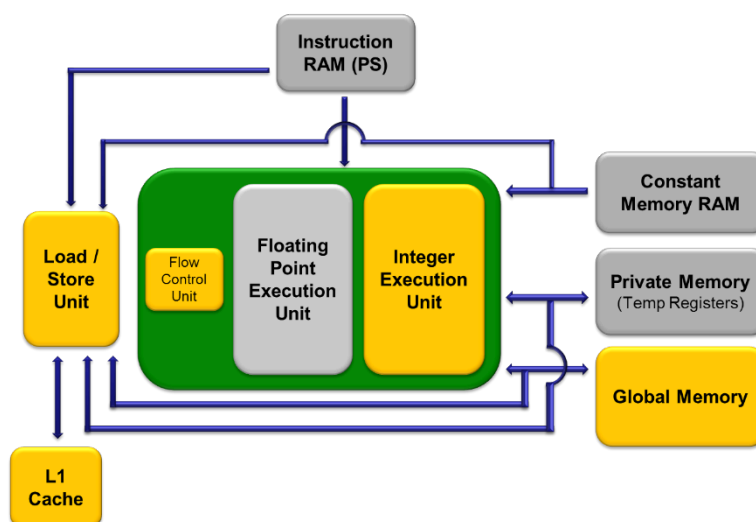 Instruction
RAM (PS)
Constant
Memory RAM
Load /
Store
Unit
Flow
Control
Unit
Floating
Point
Execution
Unit
Integer
Execution
Unit
Private Memory
(Temp Registers)
Global Memory
L1
Cache